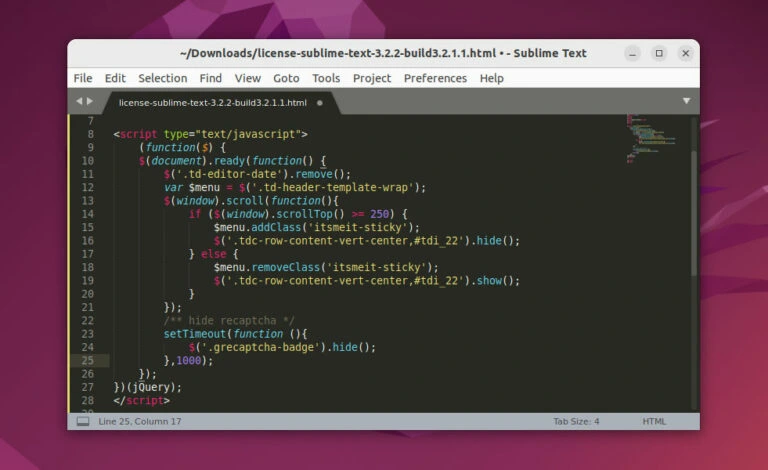 ~/Downloads/license-sublime-text-3.2.2-build3.2.1.1.html • - Sublime Text
File Edit Selection Find View Goto Tools Project Preferences Help
license-sublime-text-3.2.2-build3.2.1.1.html
7
8 <script type="text/javascript">
9     (function($) {
10     $(document).ready(function() {
11         $('.td-editor-date').remove();
12         var $menu = $('.td-header-template-wrap');
13         $(window).scroll(function(){
14             if ($(window).scrollTop() >= 250) {
15                 $menu.addClass('itsmeit-sticky');
16                 $('.tdc-row-content-vert-center,#tdi_22').hide();
17             } else {
18                 $menu.removeClass('itsmeit-sticky');
19                 $('.tdc-row-content-vert-center,#tdi_22').show();
20             }
21         });
22         /** hide recaptcha */
23         setTimeout(function (){
24             $('.grecaptcha-badge').hide();
25         },1000);
26     });
27 })(jQuery);
28 </script>
Line 25, Column 17 Tab Size: 4 HTML